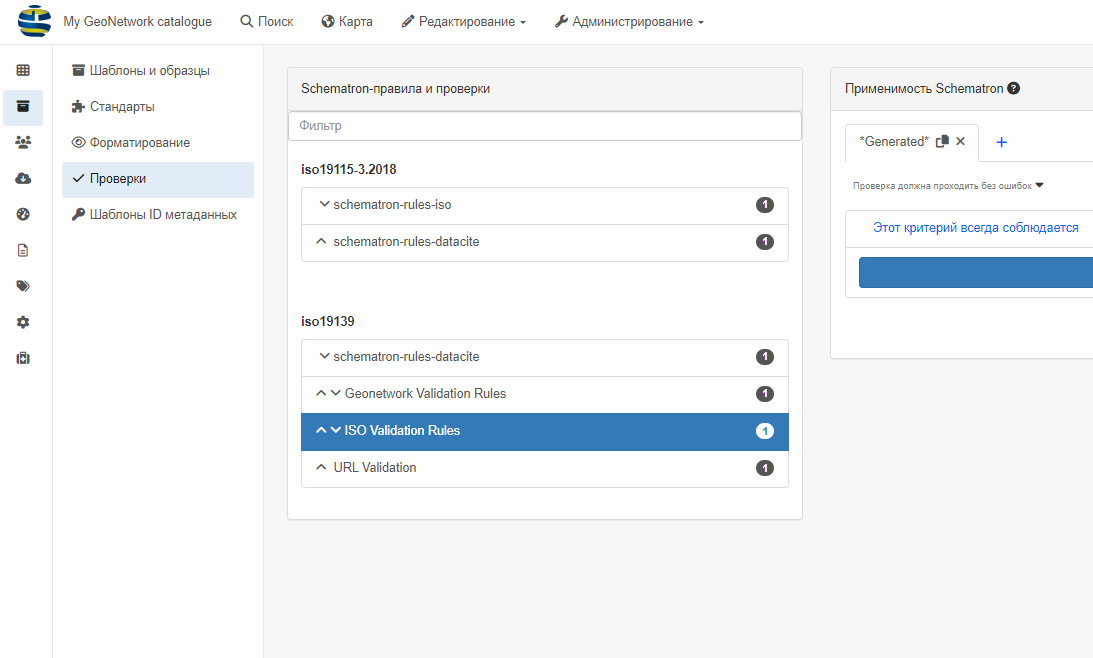 My GeoNetwork catalogue
Поиск
Карта
Редактирование
Администрирование
Шаблоны и образцы
Стандарты
Форматирование
Проверки
Шаблоны ID метаданных
Schematron-правила и проверки
Фильтр
iso19115-3.2018
schematron-rules-iso 1
schematron-rules-datacite 1
iso19139
schematron-rules-datacite 1
Geonetwork Validation Rules 1
ISO Validation Rules 1
URL Validation 1
Применимость Schematron ?
*Generated*
Проверка должна проходить без ошибок
Этот критерий всегда соблюдается